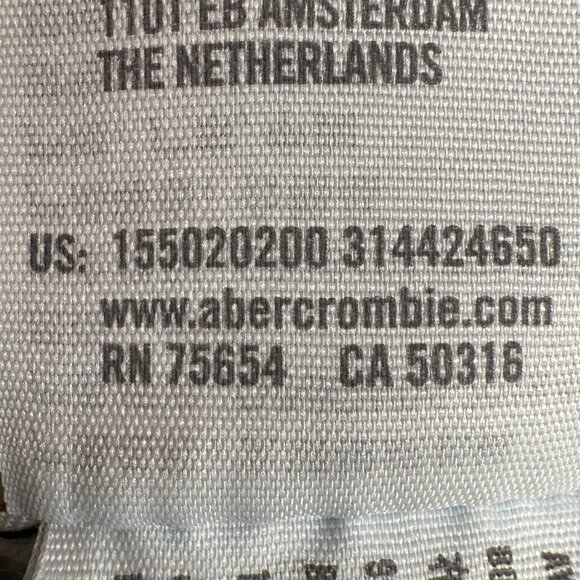 1101 EB AMSTERDAM
THE NETHERLANDS
US: 155020200 314424650
www.abercrombie.com
RN 75654 CA 50316